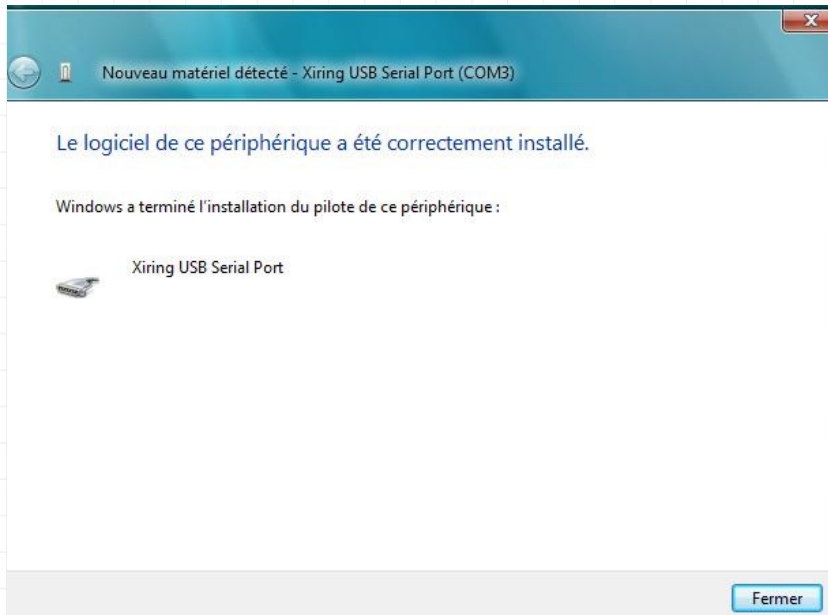 Nouveau matériel détecté - Xiring USB Serial Port (COM3)
Le logiciel de ce périphérique a été correctement installé.
Windows a terminé l'installation du pilote de ce périphérique :
Xiring USB Serial Port
Fermer